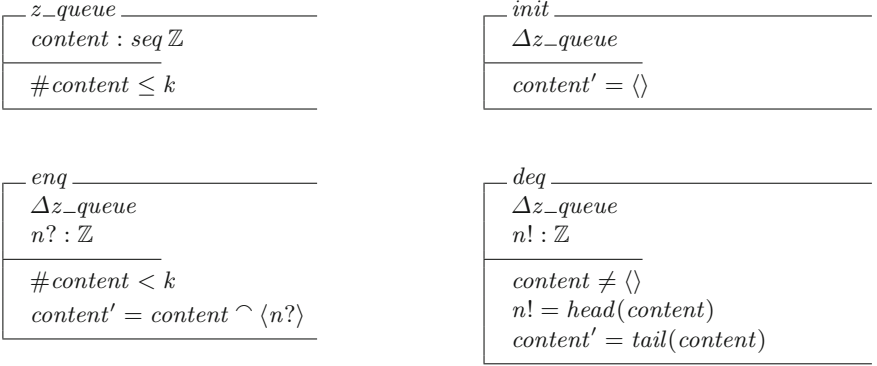 z_queue
content : seq ℤ
#content ≤ k
init
Δz_queue
content′ = ⟨⟩
enq
Δz_queue
n? : ℤ
#content < k
content′ = content ⌢ ⟨n?⟩
deq
Δz_queue
n! : ℤ
content ≠ ⟨⟩
n! = head(content)
content′ = tail(content)